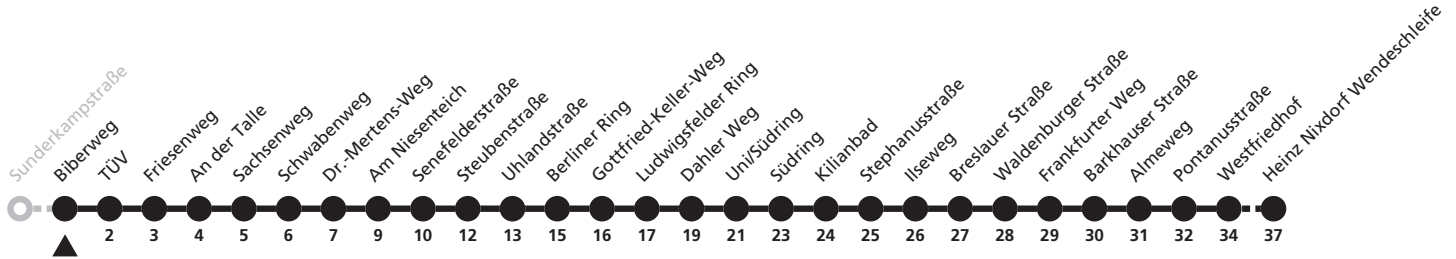 Sunderkampstraße
Biberweg
TÜV
Friesenweg
An der Talle
Sachsenweg
Schwabenweg
Dr.-Mertens-Weg
Am Niesenteich
Senefelderstraße
Steubenstraße
Uhlandstraße
Berliner Ring
Gottfried-Keller-Weg
Ludwigsfelder Ring
Dahler Weg
Uni/Südring
Südring
Kilianbad
Stephanusstraße
Ilseweg
Breslauer Straße
Waldenburger Straße
Frankfurter Weg
Barkhauser Straße
Almeweg
Pontanusstraße
Westfriedhof
Heinz Nixdorf Wendeschleife
2 3 4 5 6 7 9 10 12 13 15 16 17 19 21 23 24 25 26 27 28 29 30 31 32 34 37